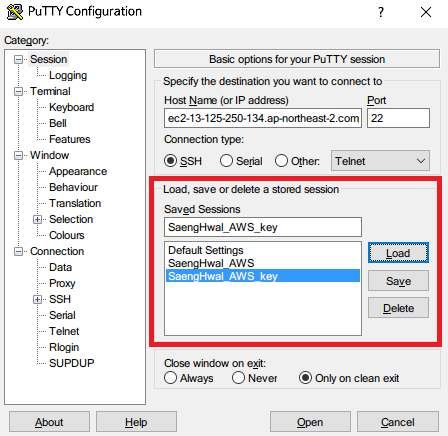 PuTTY Configuration
Category:
Session
Logging
Terminal
Keyboard
Bell
Features
Window
Appearance
Behaviour
Translation
Selection
Colours
Connection
Data
Proxy
SSH
Serial
Telnet
Rlogin
SUPDUP
Basic options for your PuTTY session
Specify the destination you want to connect to
Host Name (or IP address) Port
ec2-13-125-250-134.ap-northeast-2.com 22
Connection type:
SSH Serial Other: Telnet
Load, save or delete a stored session
Saved Sessions
SaengHwal_AWS_key
Default Settings
SaengHwal_AWS
SaengHwal_AWS_key
Load
Save
Delete
Close window on exit:
Always Never Only on clean exit
About Help Open Cancel